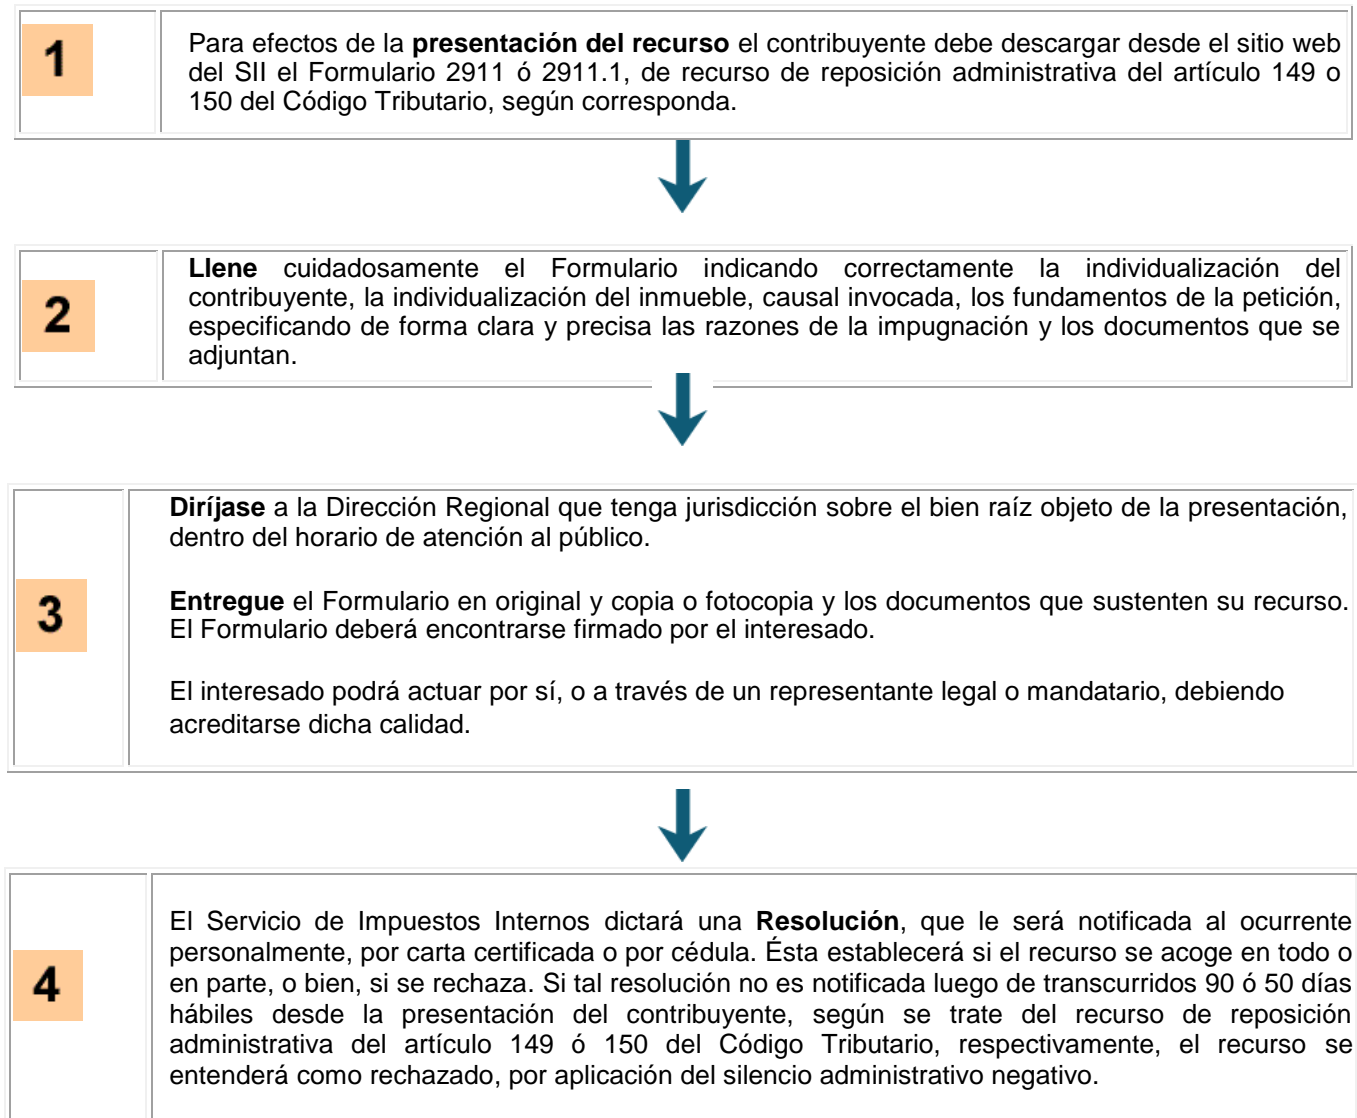 1
Para efectos de la presentación del recurso el contribuyente debe descargar desde el sitio web
del SII el Formulario 2911 ó 2911.1, de recurso de reposición administrativa del artículo 149 o
150 del Código Tributario, según corresponda.
2
Llene cuidadosamente el Formulario indicando correctamente la individualización del
contribuyente, la individualización del inmueble, causal invocada, los fundamentos de la petición,
especificando de forma clara y precisa las razones de la impugnación y los documentos que se
adjuntan.
3
Diríjase a la Dirección Regional que tenga jurisdicción sobre el bien raíz objeto de la presentación,
dentro del horario de atención al público.
Entregue el Formulario en original y copia o fotocopia y los documentos que sustenten su recurso.
El Formulario deberá encontrarse firmado por el interesado.
El interesado podrá actuar por sí, o a través de un representante legal o mandatario, debiendo
acreditarse dicha calidad.
4
El Servicio de Impuestos Internos dictará una Resolución, que le será notificada al ocurrente
personalmente, por carta certificada o por cédula. Ésta establecerá si el recurso se acoge en todo o
en parte, o bien, si se rechaza. Si tal resolución no es notificada luego de transcurridos 90 ó 50 días
hábiles desde la presentación del contribuyente, según se trate del recurso de reposición
administrativa del artículo 149 ó 150 del Código Tributario, respectivamente, el recurso se
entenderá como rechazado, por aplicación del silencio administrativo negativo.